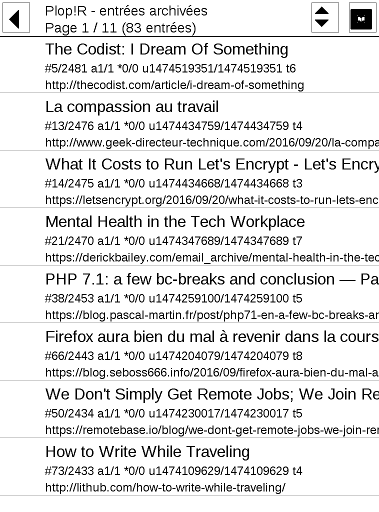 Plop!R - entrées archivées
Page 1 / 11 (83 entrées)
The Codist: I Dream Of Something
#5/2481 a1/1 *0/0 u1474519351/1474519351 t6
http://thecodist.com/article/i-dream-of-something
La compassion au travail
#13/2476 a1/1 *0/0 u1474434759/1474434759 t4
http://www.geek-directeur-technique.com/2016/09/20/la-compa
What It Costs to Run Let's Encrypt - Let's Encry
#14/2475 a1/1 *0/0 u1474434668/1474434668 t3
https://letsencrypt.org/2016/09/20/what-it-costs-to-run-lets-enc
Mental Health in the Tech Workplace
#21/2470 a1/1 *0/0 u1474347689/1474347689 t7
https://derickbailey.com/email_archive/mental-health-in-the-tec
PHP 7.1: a few bc-breaks and conclusion — Pa
#38/2453 a1/1 *0/0 u1474259100/1474259100 t5
https://blog.pascal-martin.fr/post/php71-en-a-few-bc-breaks-ar
Firefox aura bien du mal à revenir dans la cours
#66/2443 a1/1 *0/0 u1474204079/1474204079 t8
https://blog.seboss666.info/2016/09/firefox-aura-bien-du-mal-a
We Don't Simply Get Remote Jobs; We Join Re
#50/2434 a1/1 *0/0 u1474230017/1474230017 t5
https://remotebase.io/blog/we-dont-get-remote-jobs-we-join-rer
How to Write While Traveling
#73/2433 a1/1 *0/0 u1474109629/1474109629 t4
http://lithub.com/how-to-write-while-traveling/